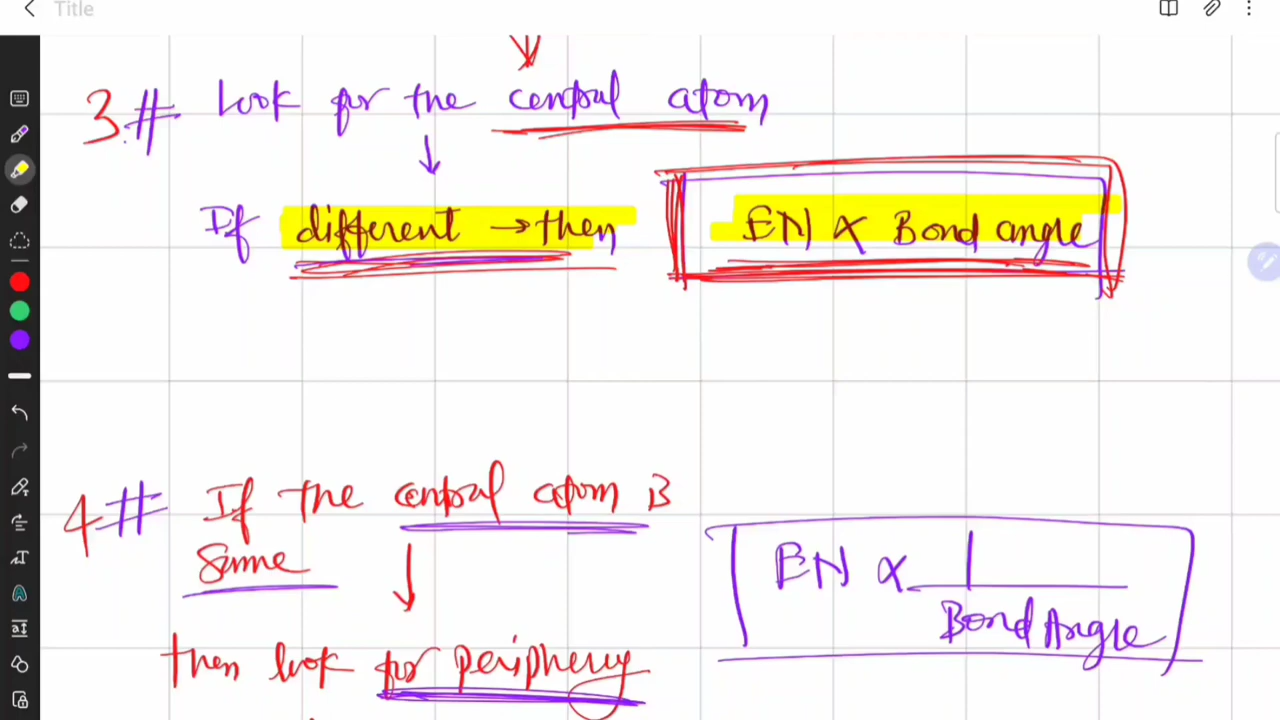 Title
3.# Look for the central atom
If different → then EN ∝ Bond angle
4# If the central atom is
same
EN ∝ 1
Bond Angle
then look for periphery